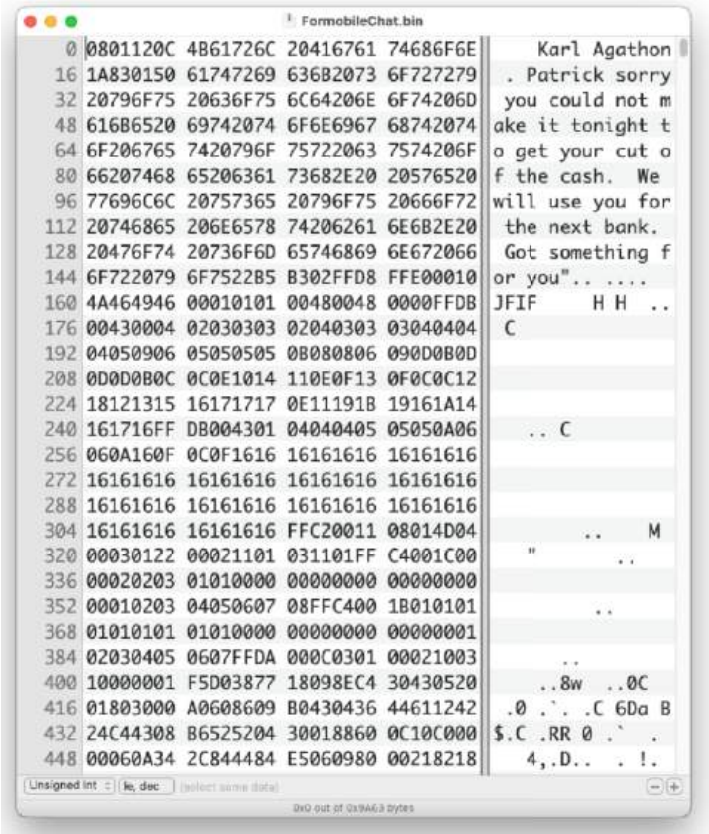 FormobileChat.bin
0 0801120C 4B61726C 20416761 74686F6E Karl Agathon
16 1A830150 61747269 636B2073 6F727279 . Patrick sorry
32 20796F75 20636F75 6C64206E 6F74206D you could not m
48 616B6520 69742074 6F6E6967 68742074 ake it tonight t
64 6F206765 7420796F 75722063 7574206F o get your cut o
80 66207468 65206361 73682E20 20576520 f the cash. We
96 77696C6C 20757365 20796F75 20666F72 will use you for
112 20746865 206E6578 74206261 6E6B2E20 the next bank.
128 20476F74 20736F6D 65746869 6E672066 Got something f
144 6F722079 6F7522B5 B302FFD8 FFE00010 or you".. ....
160 4A464946 00010101 00480048 0000FFDB JFIF H H ..
176 00430004 02030303 02040303 03040404 C
192 04050906 05050505 0B080806 090D0B0D
208 0D0D0B0C 0C0E1014 110E0F13 0F0C0C12
224 18121315 16171717 0E11191B 19161A14
240 161716FF DB004301 04040405 05050A06 .. C
256 060A160F 0C0F1616 16161616 16161616
272 16161616 16161616 16161616 16161616
288 16161616 16161616 16161616 16161616
304 16161616 16161616 FFC20011 08014D04 .. M
320 00030122 00021101 031101FF C4001C00 " ..
336 00020203 01010000 00000000 00000000
352 00010203 04050607 08FFC400 1B010101 ..
368 01010101 01010000 00000000 00000001
384 02030405 0607FFDA 000C0301 00021003 ..
400 10000001 F5D03877 18098EC4 30430520 ..8w ..0C
416 01803000 A0608609 B0430436 44611242 .0 .`. .C 6Da B
432 24C44308 B6525204 30018860 0C10C000 $.C .RR 0 .` .
448 00060A34 2C844484 E5060980 00218218 4,.D.. . !.
Unsigned Int le, dec (select some data)
0x0 out of 0x9A63 bytes